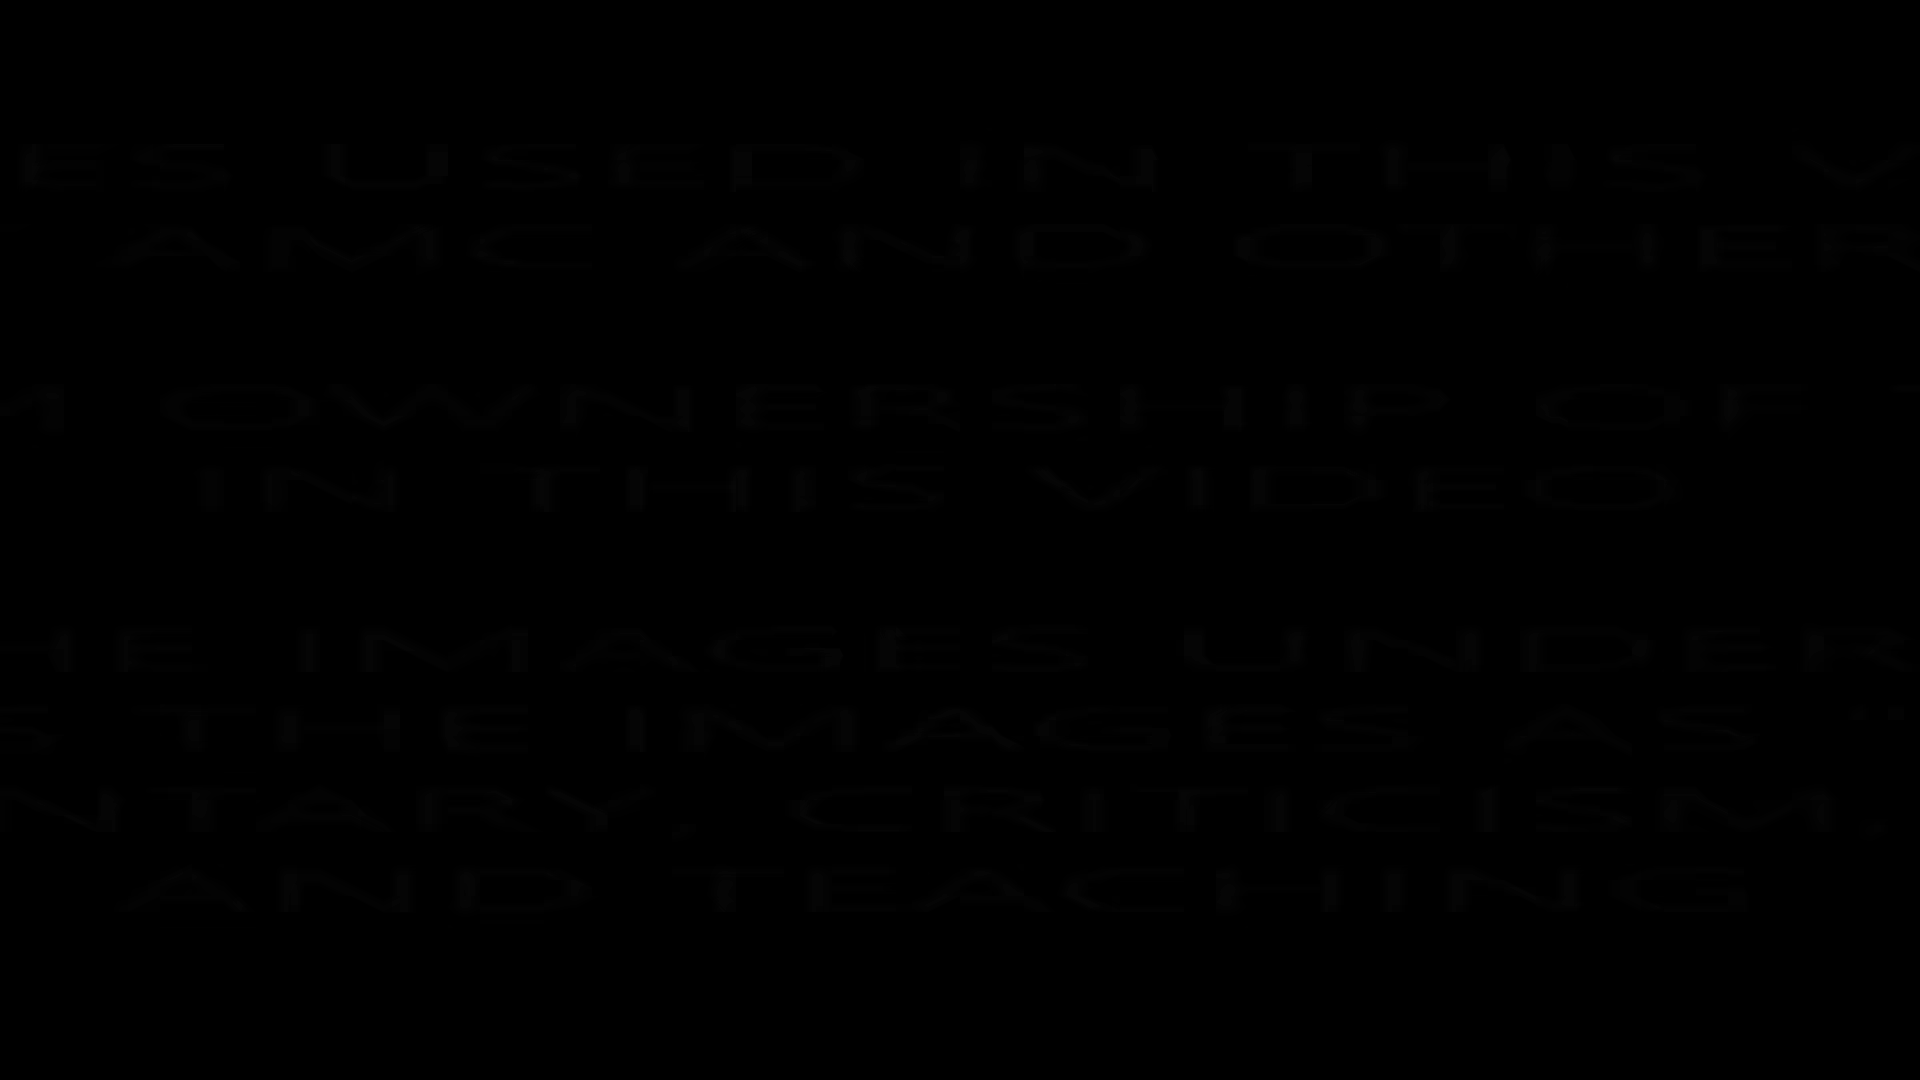 ES USED IN THIS V
AMC AND OTHER
M OWNERSHIP OF
IN THIS VIDEO
HE IMAGES UNDER
S THE IMAGES AS "
NTARY, CRITICISM,
AND TEACHING